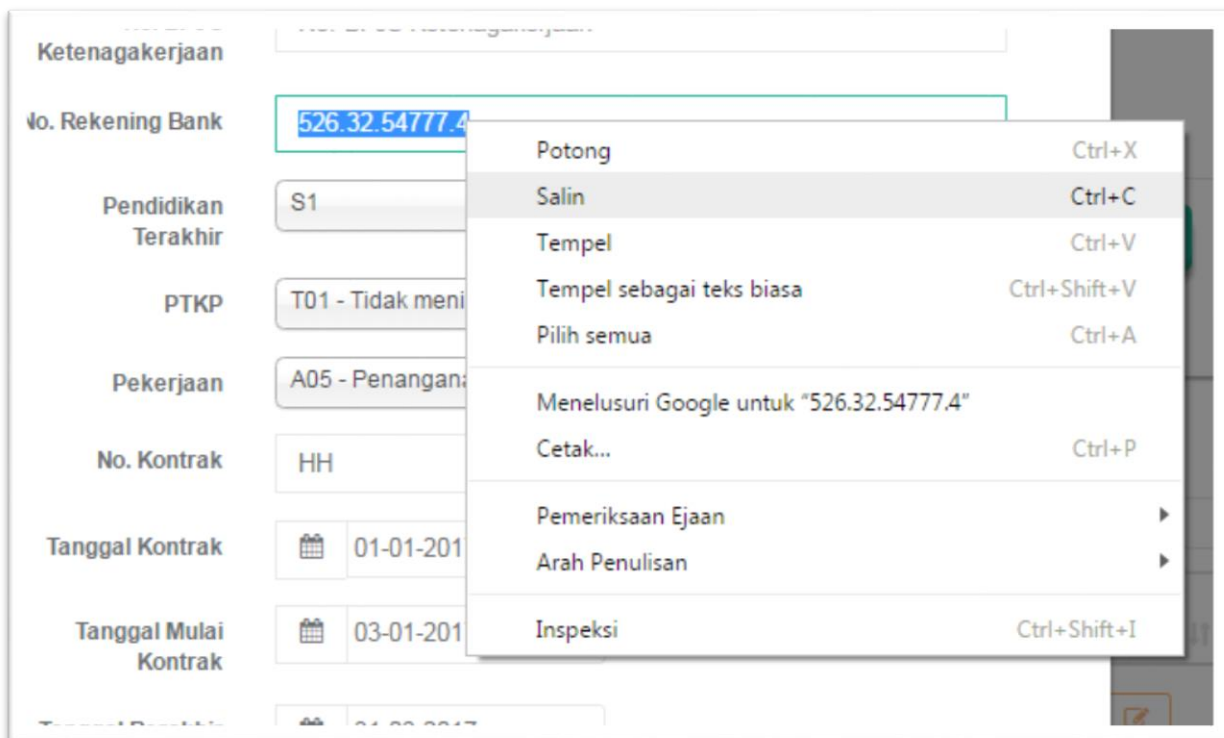 Ketenagakerjaan
No. Rekening Bank
526.32.54777.4
Pendidikan
Terakhir
S1
PTKP
T01 - Tidak meni
Pekerjaan
A05 - Penangana
No. Kontrak
HH
Tanggal Kontrak
01-01-2017
Tanggal Mulai
Kontrak
03-01-201
Potong Ctrl+X
Salin Ctrl+C
Tempel Ctrl+V
Tempel sebagai teks biasa Ctrl+Shift+V
Pilih semua Ctrl+A
Menelusuri Google untuk “526.32.54777.4”
Cetak... Ctrl+P
Pemeriksaan Ejaan
Arah Penulisan
Inspeksi Ctrl+Shift+I